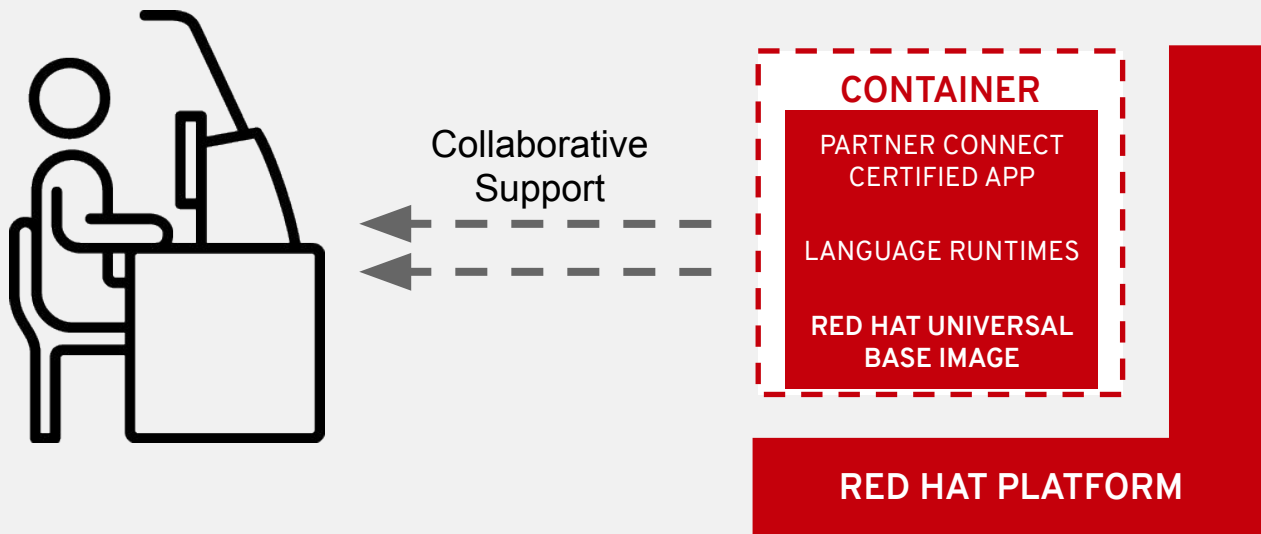 Collaborative
Support
CONTAINER
PARTNER CONNECT
CERTIFIED APP
LANGUAGE RUNTIMES
RED HAT UNIVERSAL
BASE IMAGE
RED HAT PLATFORM